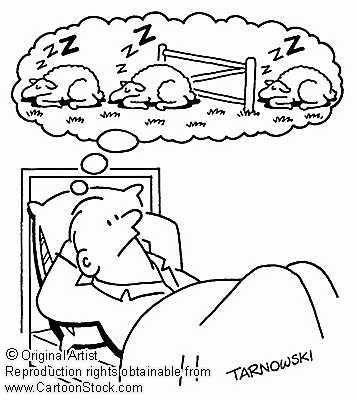 Z Z Z Z Z Z Z Z Z
TARNOWSKI
© Original Artist
Reproduction rights obtainable from
www.CartoonStock.com